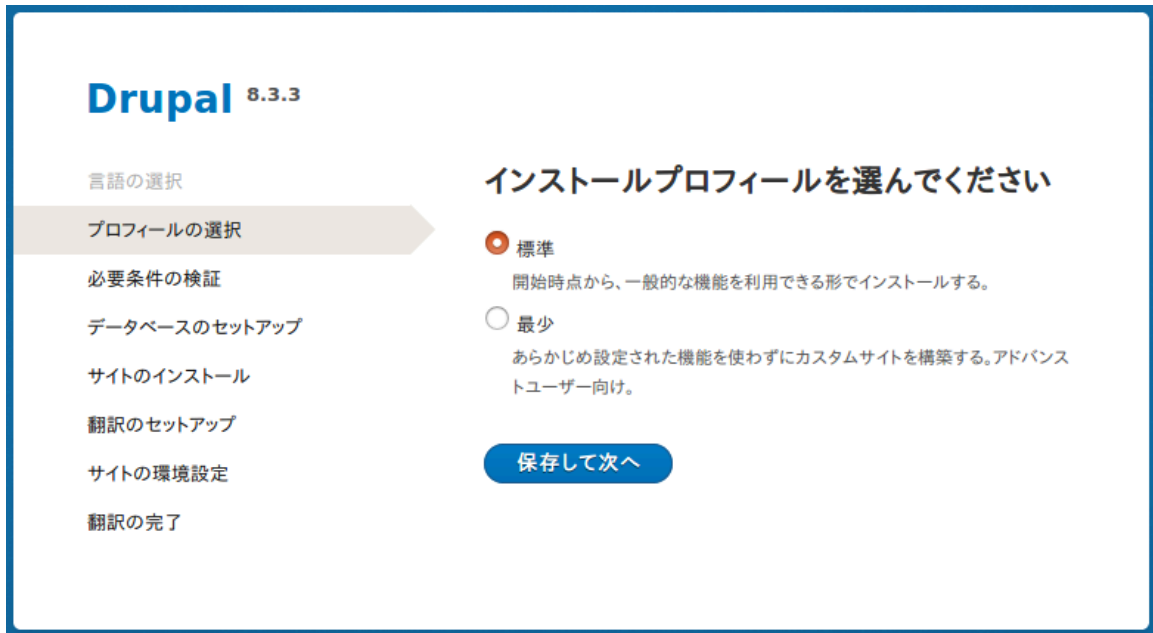 Drupal 8.3.3
言語の選択
プロフィールの選択
必要条件の検証
データベースのセットアップ
サイトのインストール
翻訳のセットアップ
サイトの環境設定
翻訳の完了
インストールプロフィールを選んでください
標準
開始時点から、一般的な機能を利用できる形でインストールする。
最少
あらかじめ設定された機能を使わずにカスタムサイトを構築する。アドバンス
トユーザー向け。
保存して次へ